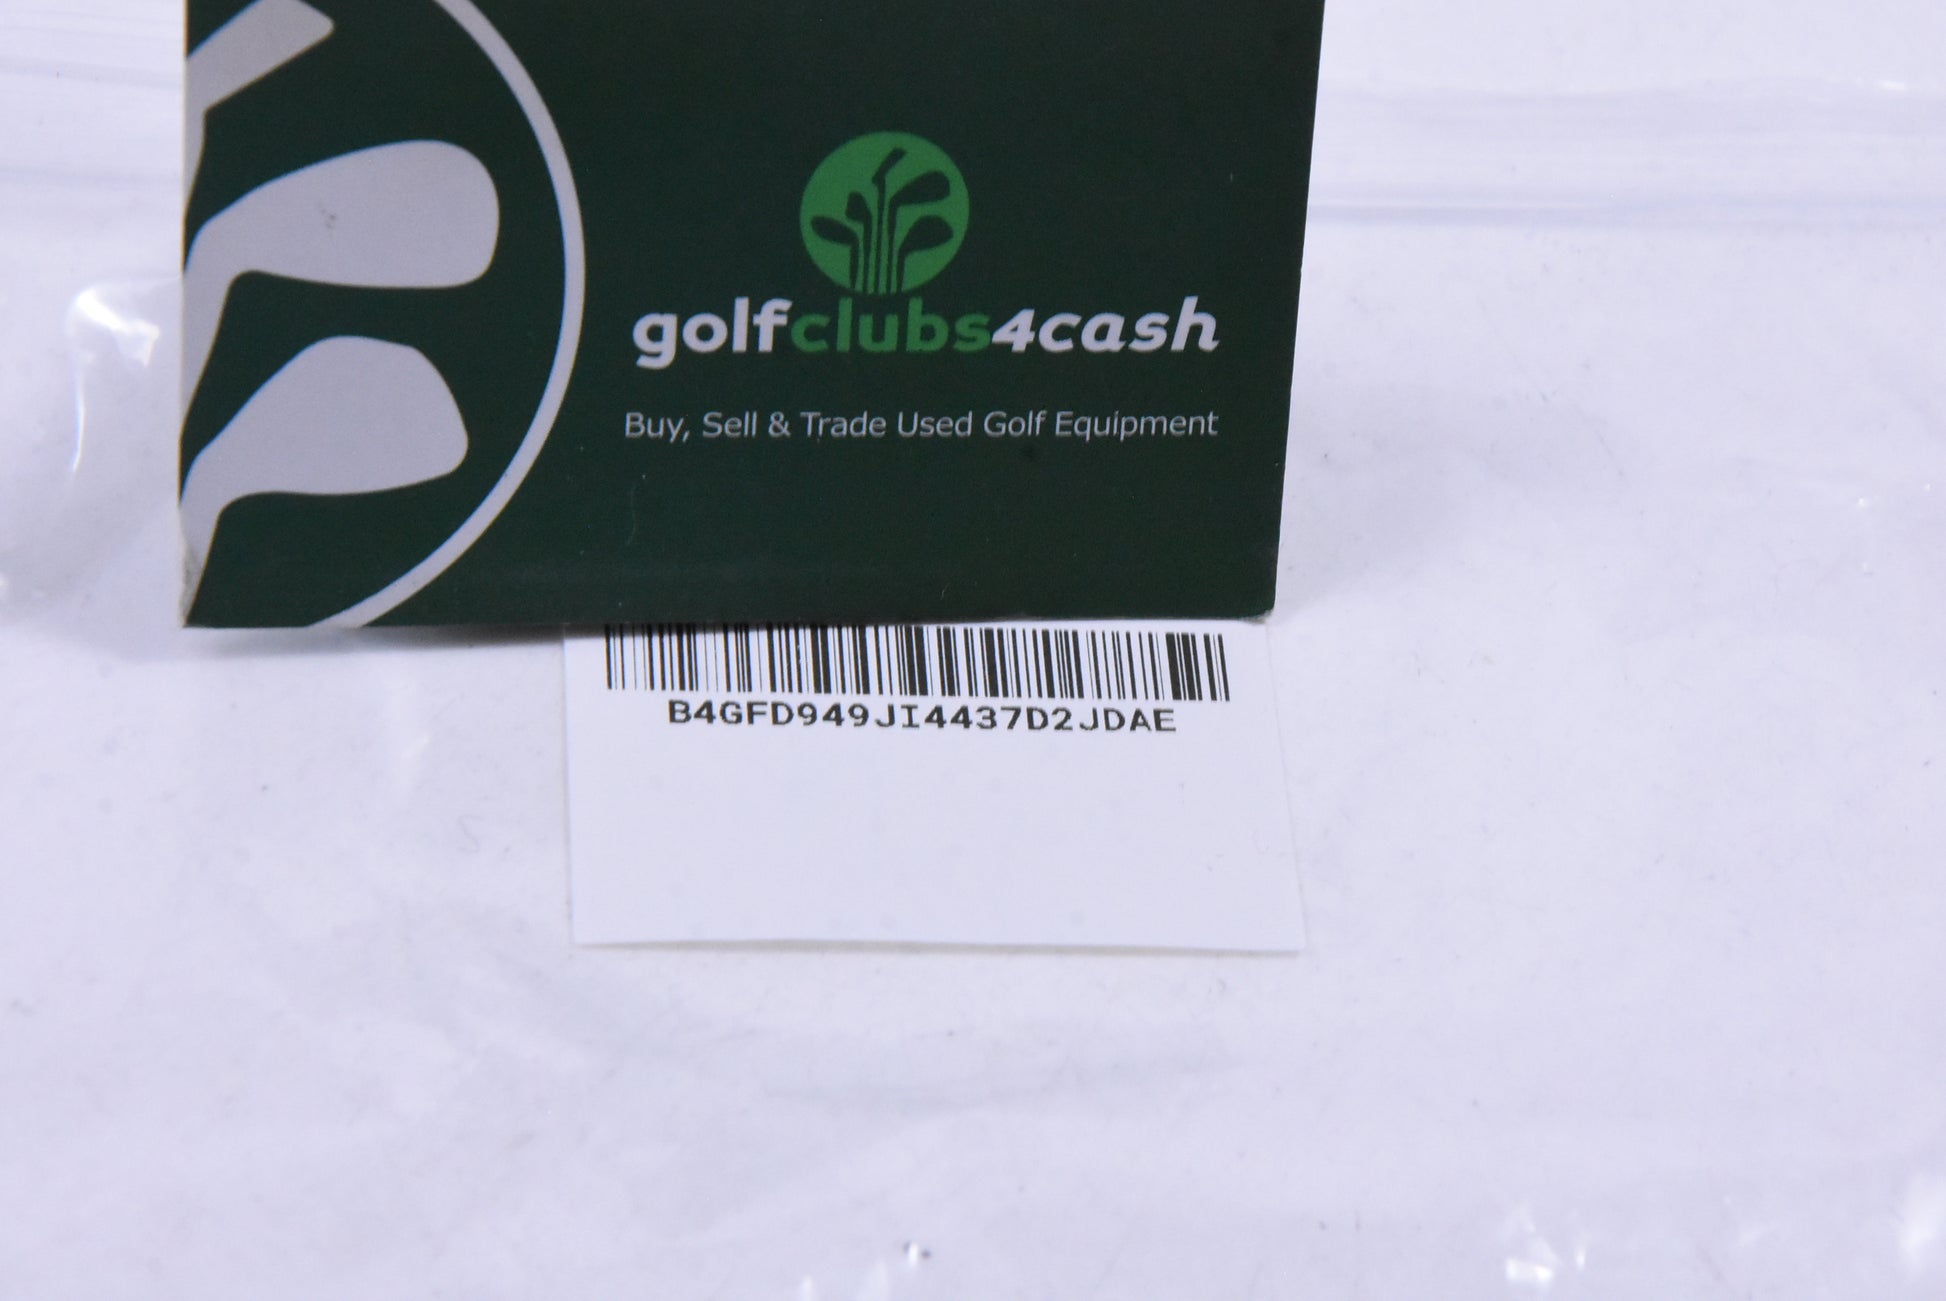 golfclubs4cash
Buy, Sell & Trade Used Golf Equipment
B4GFD949JI4437D2JDAE